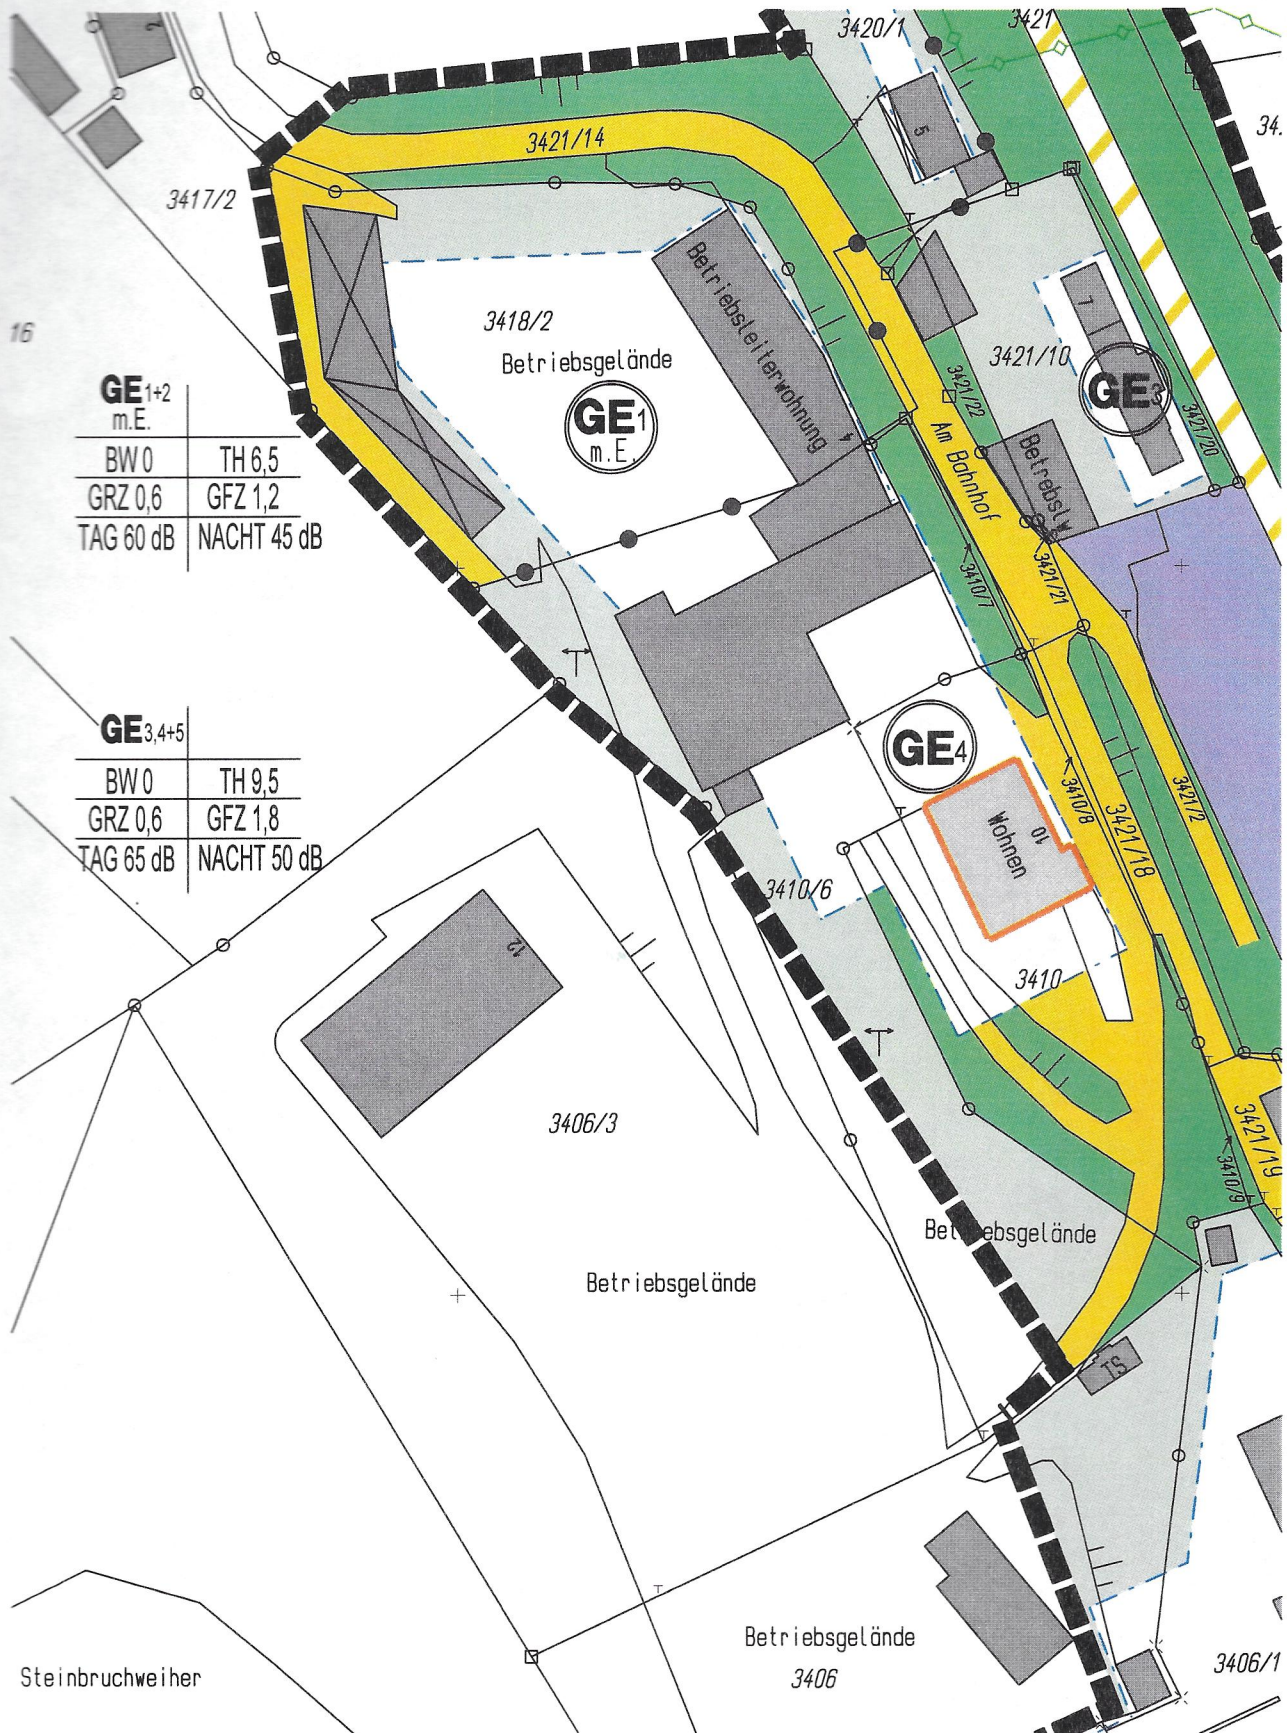 3420/1
3421
2
34.
5
3421/14
3417/2
16
3418/2
Betriebsgelände
Betriebsleiterwohnung
GE1
m.E.
3421/10
7
GE3
3421/22
3421/20
Am Bahnhof
Betriebslw
GE1+2
m.E.
BW 0 TH 6,5
GRZ 0,6 GFZ 1,2
TAG 60 dB NACHT 45 dB
3410/7
3421/21
T
GE3,4+5
BW 0 TH 9,5
GRZ 0,6 GFZ 1,8
TAG 65 dB NACHT 50 dB
GE4
3410/8
3421/18
3421/2
10
Wohnen
3410/6
12
3410
T
3406/3
3421/19
3410/9
Betriebsgelände
Betriebsgelände
TS
Betriebsgelände
3406
3406/1
Steinbruchweiher